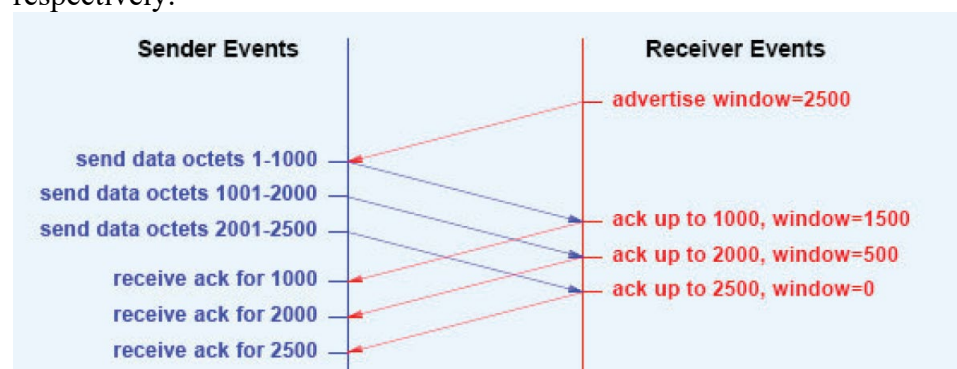 respectively.
Sender Events
Receiver Events
advertise window=2500
send data octets 1-1000
send data octets 1001-2000
send data octets 2001-2500
ack up to 1000, window=1500
ack up to 2000, window=500
receive ack for 1000
ack up to 2500, window=0
receive ack for 2000
receive ack for 2500